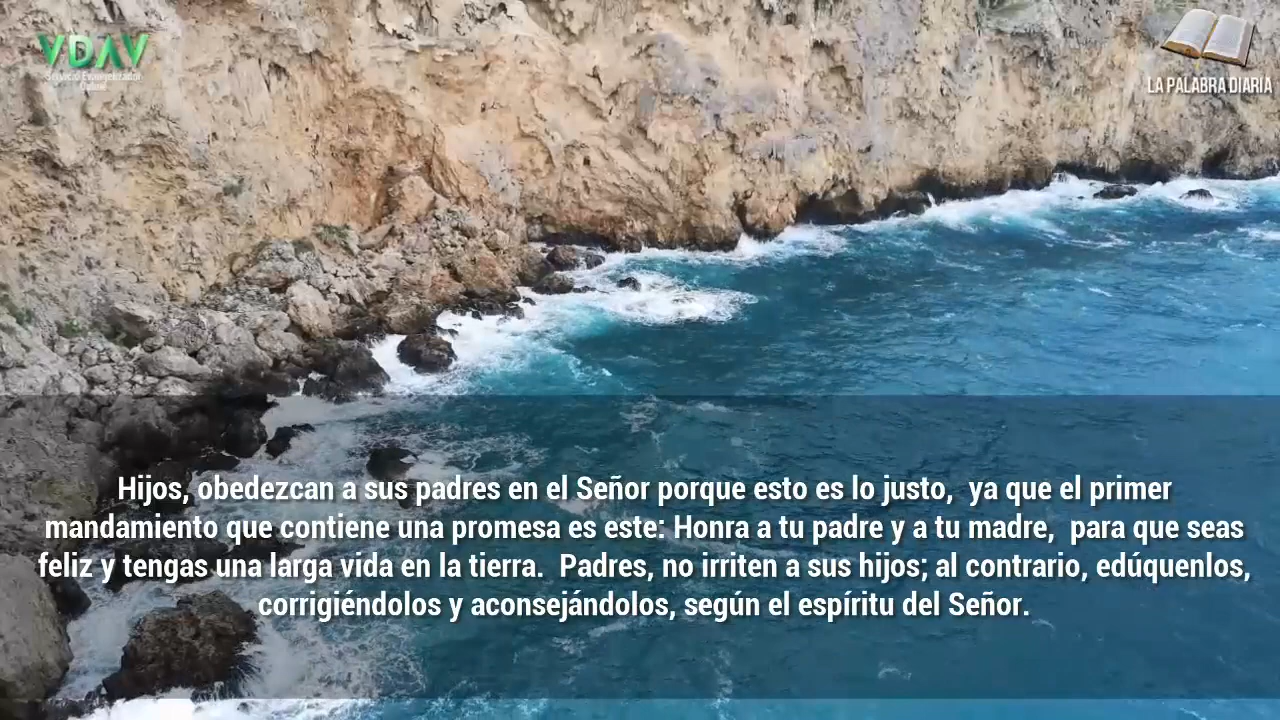 VDAV
Servicio Evangelizador
Online
LA PALABRA DIARIA
Hijos, obedezcan a sus padres en el Señor porque esto es lo justo,  ya que el primer
mandamiento que contiene una promesa es este: Honra a tu padre y a tu madre,  para que seas
feliz y tengas una larga vida en la tierra.  Padres, no irriten a sus hijos; al contrario, edúquenlos,
corrigiéndolos y aconsejándolos, según el espíritu del Señor.